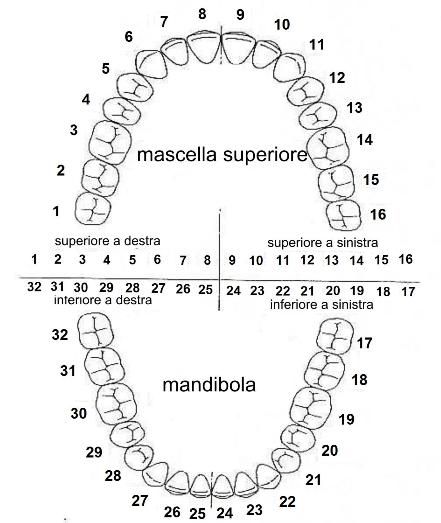 8 9
7 10
6 11
5 12
4 13
3 14
mascella superiore
2 15
1 16
superiore a destra superiore a sinistra
1 2 3 4 5 6 7 8 9 10 11 12 13 14 15 16
32 31 30 29 28 27 26 25 24 23 22 21 20 19 18 17
inferiore a destra inferiore a sinistra
32 17
31 18
mandibola
30 19
29 20
28 21
27 22
26 25 24 23